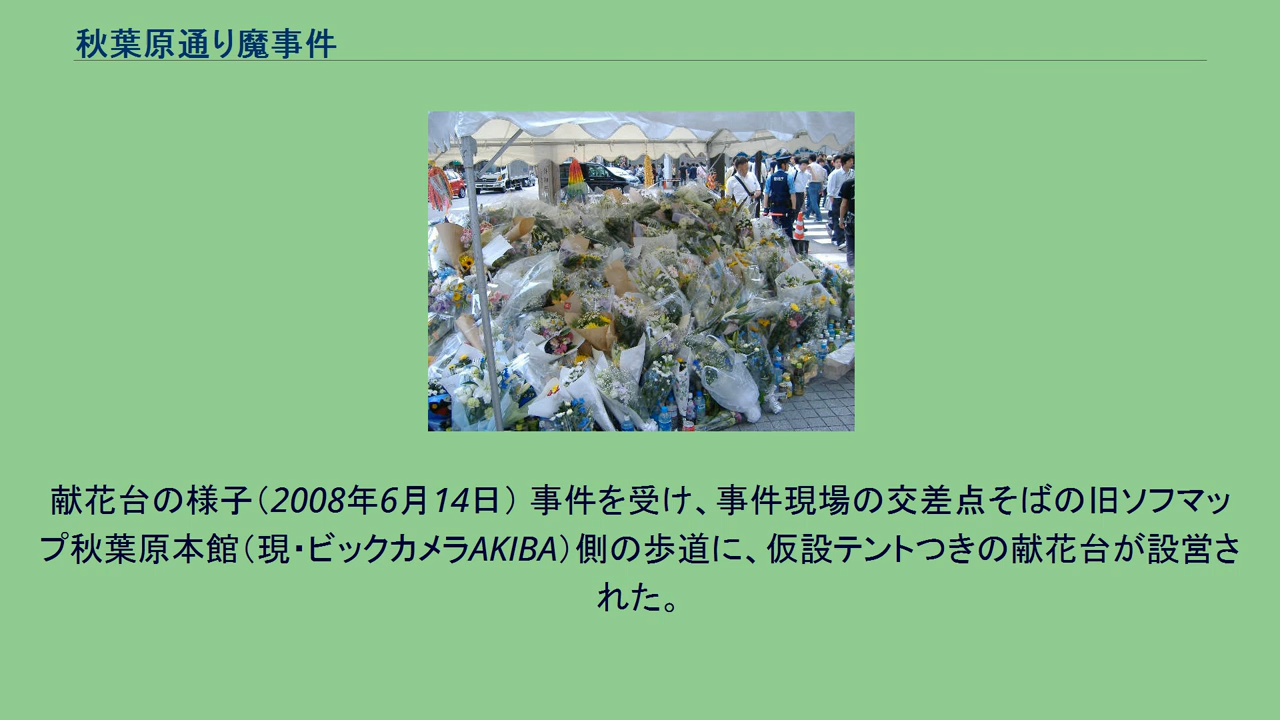 秋葉原通り魔事件
献花台の様子（2008年6月14日） 事件を受け、事件現場の交差点そばの旧ソフマッ
プ秋葉原本館（現・ビックカメラAKIBA）側の歩道に、仮設テントつきの献花台が設営さ
れた。